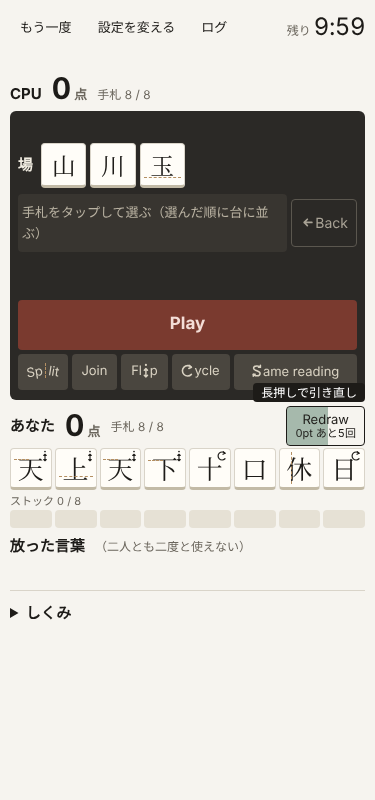 もう一度 設定を変える ログ 残り 9:59
CPU 0 点 手札 8 / 8
場 山 川 玉
手札をタップして選ぶ（選んだ順に台に並
ぶ）
←Back
Play
Split Join Flip Cycle Same reading
長押しで引き直し
あなた 0 点 手札 8 / 8
Redraw
0pt あと5回
天 上 天 下 十 口 休 日
ストック 0 / 8
放った言葉 （二人とも二度と使えない）
▶ しくみ